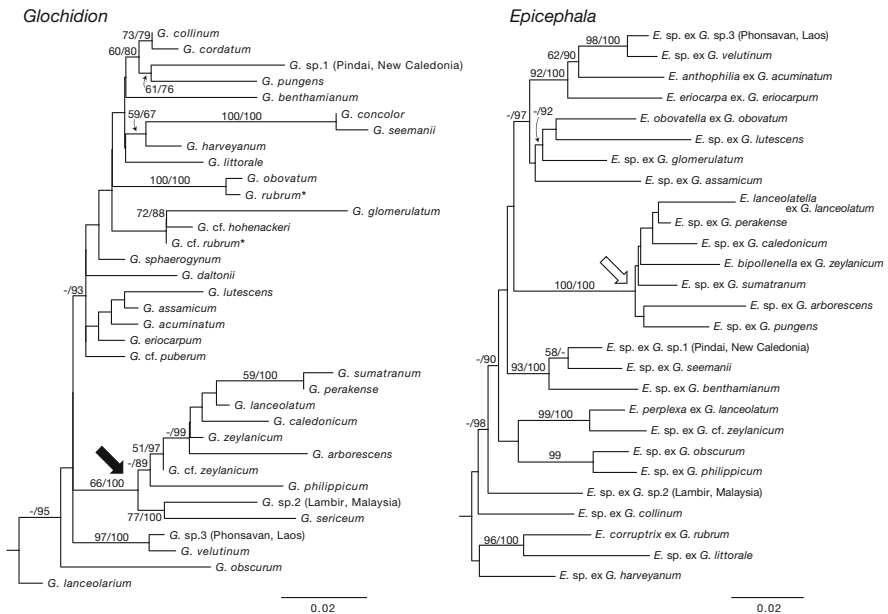 Glochidion
73/79
G. collinum
60/80
G. cordatum
G. sp.1 (Pindai, New Caledonia)
G. pungens
61/76
G. benthamianum
59/67
100/100
G. concolor
G. seemanii
G. harveyanum
G. littorale
100/100
G. obovatum
G. rubrum*
72/88
G. glomerulatum
G. cf. hohenackeri
G. cf. rubrum*
G. sphaerogynum
G. daltonii
-/93
G. lutescens
G. assamicum
G. acuminatum
G. eriocarpum
G. cf. puberum
59/100
G. sumatranum
G. perakense
G. lanceolatum
G. caledonicum
-/99
G. zeylanicum
51/97
G. arborescens
-/89
G. cf. zeylanicum
66/100
G. philippicum
G. sp.2 (Lambir, Malaysia)
77/100
G. sericeum
-/95
97/100
G. sp.3 (Phonsavan, Laos)
G. velutinum
G. obscurum
G. lanceolarium
0.02
Epicephala
98/100
E. sp. ex G. sp.3 (Phonsavan, Laos)
62/90
E. sp. ex G. velutinum
92/100
E. anthophilia ex G. acuminatum
E. eriocarpa ex. G. eriocarpum
-/97
-/92
E. obovatella ex G. obovatum
E. sp. ex G. lutescens
E. sp. ex G. glomerulatum
E. sp. ex G. assamicum
E. lanceolatella
ex G. lanceolatum
E. sp. ex G. perakense
E. sp. ex G. caledonicum
E. bipollenella ex G. zeylanicum
100/100
E. sp. ex G. sumatranum
E. sp. ex G. arborescens
E. sp. ex G. pungens
-/90
58/-
E. sp. ex G. sp.1 (Pindai, New Caledonia)
93/100
E. sp. ex G. seemanii
E. sp. ex G. benthamianum
-/98
99/100
E. perplexa ex G. lanceolatum
E. sp. ex G. cf. zeylanicum
99
E. sp. ex G. obscurum
E. sp. ex G. philippicum
E. sp. ex G. sp.2 (Lambir, Malaysia)
E. sp. ex G. collinum
96/100
E. corruptrix ex G. rubrum
E. sp. ex G. littorale
E. sp. ex G. harveyanum
0.02